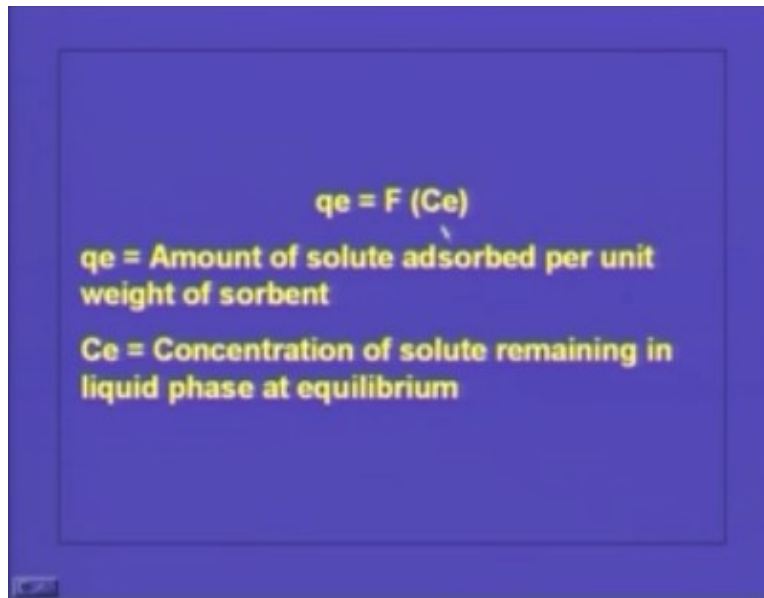 qe = F (Ce)
qe = Amount of solute adsorbed per unit
weight of sorbent
Ce = Concentration of solute remaining in
liquid phase at equilibrium